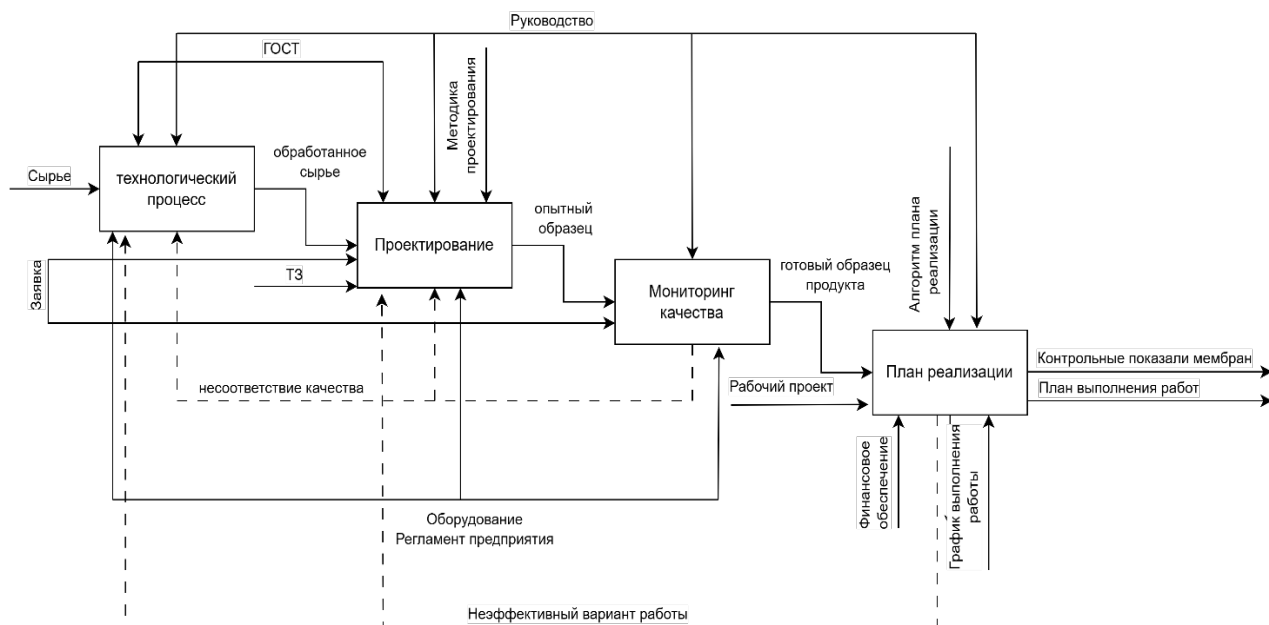 Руководство
ГОСТ
Методика
проектирования
обработанное
сырье
Сырье
технологический
процесс
опытный
образец
Проектирование
Алгоритм плана
реализации
Заявка
ТЗ
готовый образец
продукта
Мониторинг
качества
Контрольные показали мембран
План реализации
несоответствие качества
Рабочий проект
План выполнения работ
Финансовое
обеспечение
График выполнения
работы
Оборудование
Регламент предприятия
Неэффективный вариант работы